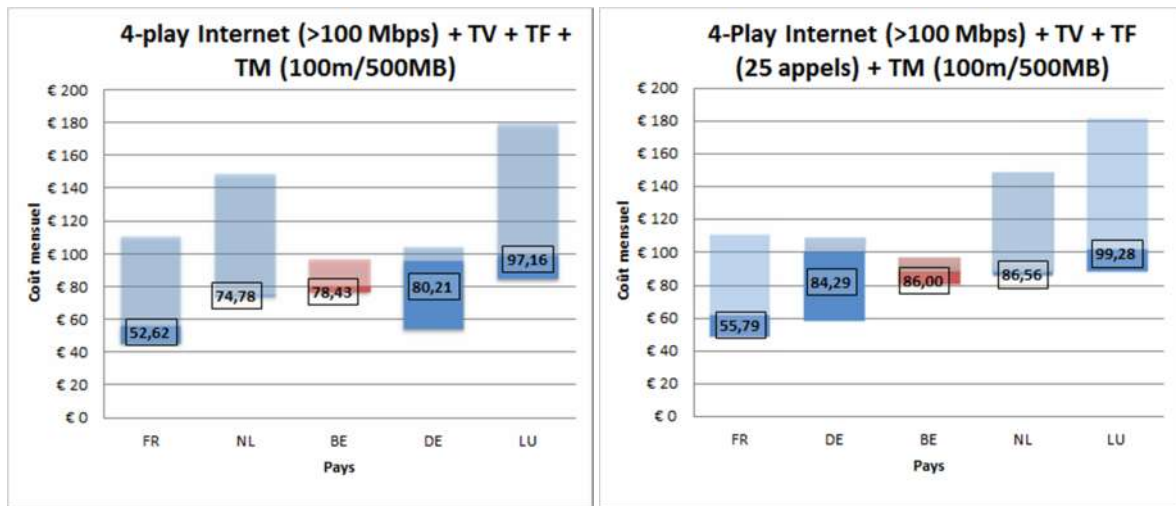 4-play Internet (>100 Mbps) + TV + TF +
TM (100m/500MB)
€ 200
€ 180
€ 160
€ 140
€ 120
€ 100
€ 80
€ 60
€ 40
€ 20
€ 0
Coût mensuel
52,62
74,78
78,43
80,21
97,16
FR
NL
BE
DE
LU
Pays
4-Play Internet (>100 Mbps) + TV + TF
(25 appels) + TM (100m/500MB)
€ 200
€ 180
€ 160
€ 140
€ 120
€ 100
€ 80
€ 60
€ 40
€ 20
€ 0
Coût mensuel
55,79
84,29
86,00
86,56
99,28
FR
DE
BE
NL
LU
Pays